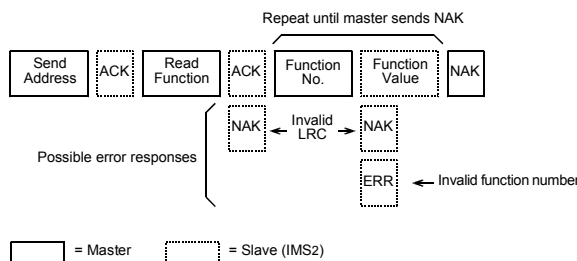 Repeat until master sends NAK
Send Address
ACK
Read Function
ACK
Function No.
Function Value
NAK
NAK
Invalid LRC
NAK
Possible error responses
ERR
Invalid function number
= Master
= Slave (IMS2)